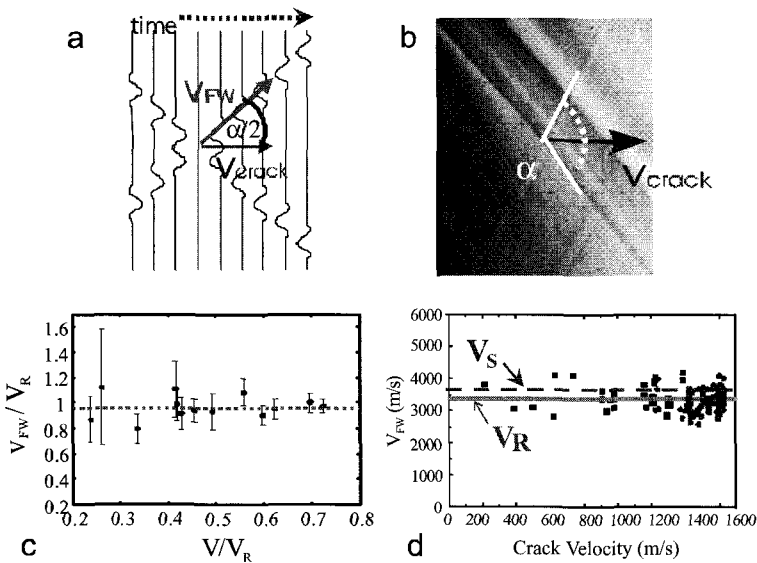 a
time
V_FW
α/2
V_crack
b
α
V_crack
c
V_FW / V_R
1.6
1.4
1.2
1
0.8
0.6
0.4
0.2
0.2 0.3 0.4 0.5 0.6 0.7 0.8
V/V_R
d
V_FW (m/s)
6000
5000
4000
3000
2000
1000
0
V_S
V_R
0 200 400 600 800 1000 1200 1400 1600
Crack Velocity (m/s)